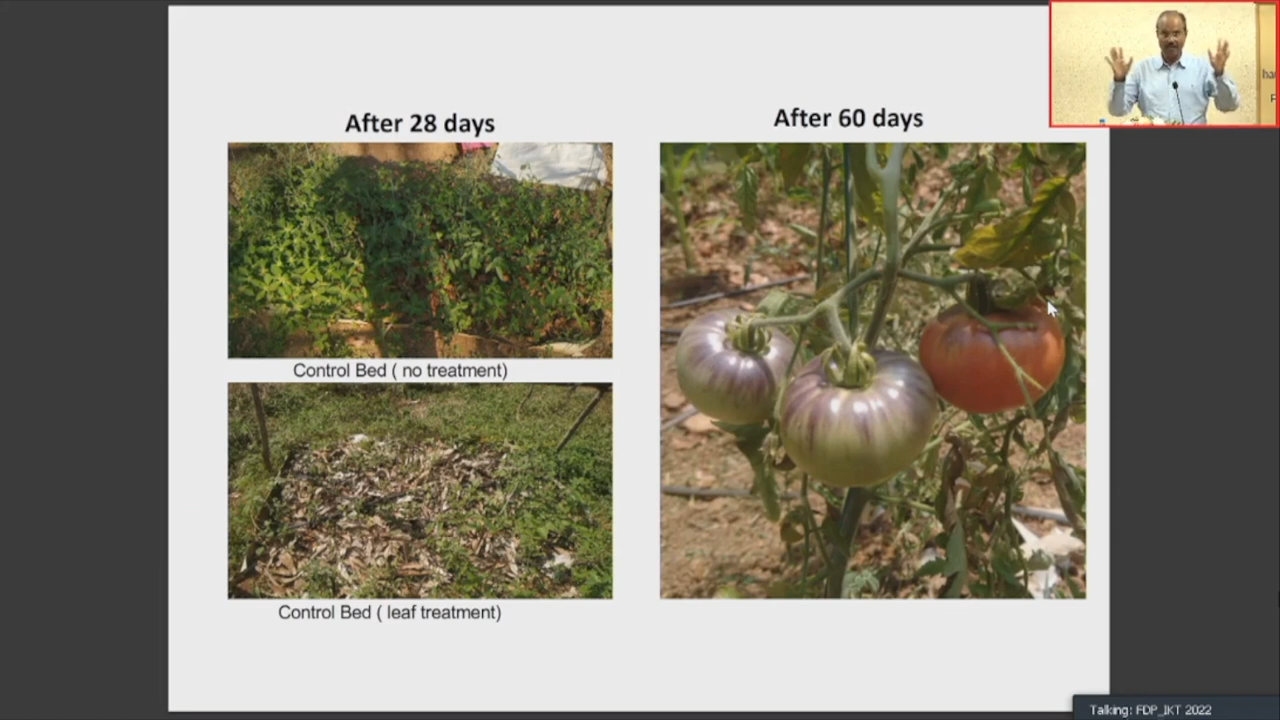 After 28 days
After 60 days
Control Bed ( no treatment)
Control Bed ( leaf treatment)
Talking: FDP_IKT 2022